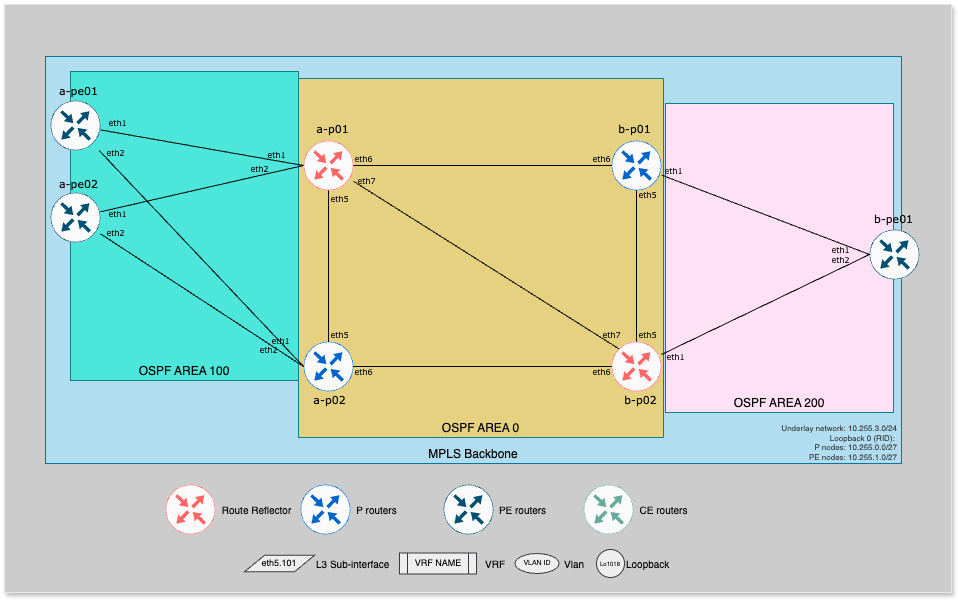 a-pe01
eth1
eth2
a-pe02
eth1
eth2
a-p01
eth1
eth2
eth6
eth7
eth5
b-p01
eth6
eth1
eth5
b-pe01
eth1
eth2
eth5
eth1
eth2
eth6
a-p02
eth7
eth5
eth6
eth1
b-p02
OSPF AREA 100
OSPF AREA 0
OSPF AREA 200
MPLS Backbone
Underlay network: 10.255.3.0/24
Loopback 0 (RID):
P nodes: 10.255.0.0/27
PE nodes: 10.255.1.0/27
Route Reflector
P routers
PE routers
CE routers
eth5.101
L3 Sub-interface
VRF NAME
VRF
VLAN ID
Vlan
Lo1018
Loopback